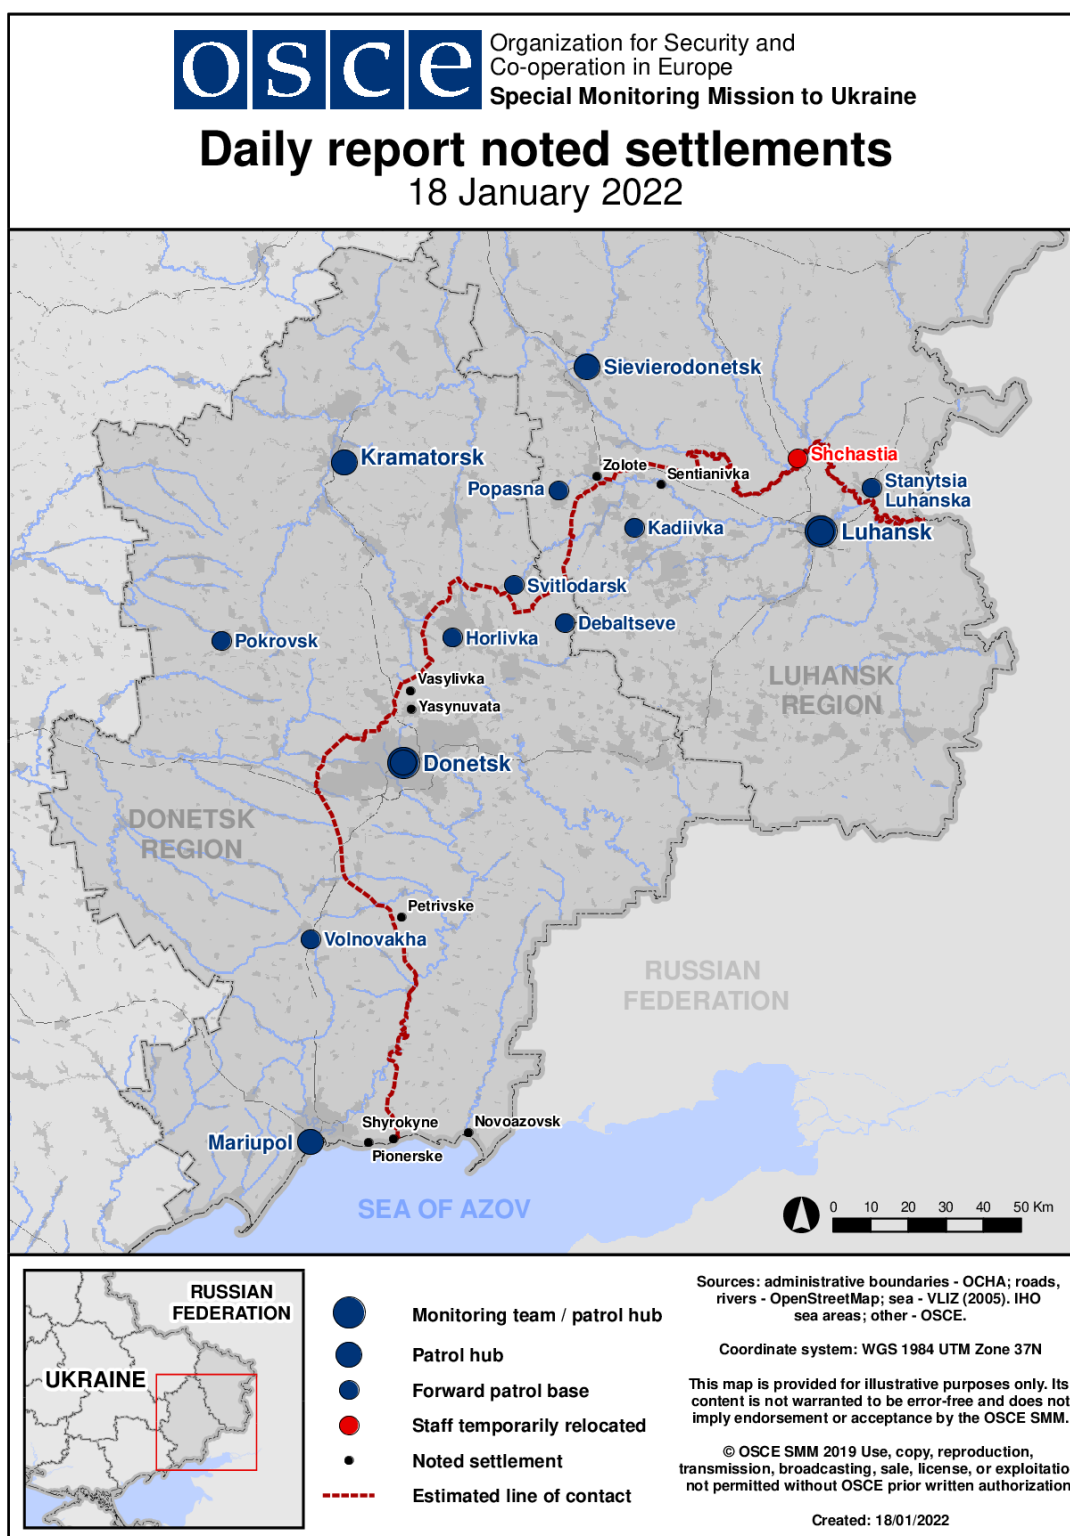 osce
Organization for Security and
Co-operation in Europe
Special Monitoring Mission to Ukraine
Daily report noted settlements
18 January 2022
Sievierodonetsk
Kramatorsk
Shchastia
Zolote
Sentianivka
Popasna
Stanytsia
Luhanska
Kadiivka
Luhansk
Svitlodarsk
Debaltseve
Horlivka
Pokrovsk
Vasylivka
LUHANSK
REGION
Yasynuvata
Donetsk
DONETSK
REGION
Petrivske
Volnovakha
RUSSIAN
FEDERATION
Shyrokyne
Novoazovsk
Mariupol
Pionerske
SEA OF AZOV
0 10 20 30 40 50 Km
RUSSIAN
FEDERATION
UKRAINE
Monitoring team / patrol hub
Patrol hub
Forward patrol base
Staff temporarily relocated
Noted settlement
Estimated line of contact
Sources: administrative boundaries - OCHA; roads,
rivers - OpenStreetMap; sea - VLIZ (2005). IHO
sea areas; other - OSCE.
Coordinate system: WGS 1984 UTM Zone 37N
This map is provided for illustrative purposes only. Its
content is not warranted to be error-free and does not
imply endorsement or acceptance by the OSCE SMM.
© OSCE SMM 2019 Use, copy, reproduction,
transmission, broadcasting, sale, license, or exploitatio
not permitted without OSCE prior written authorization
Created: 18/01/2022